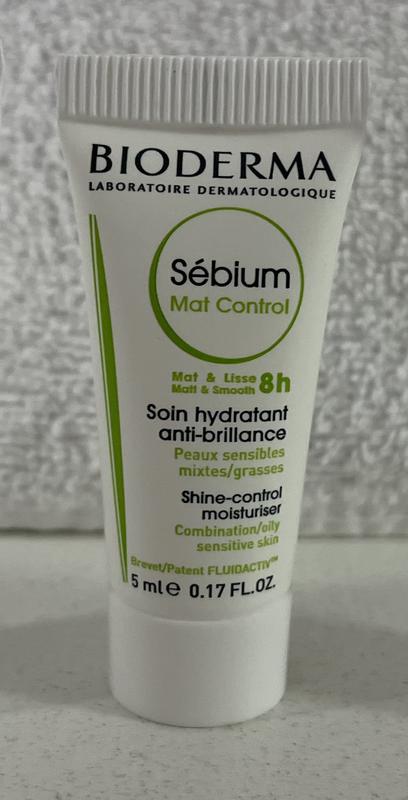 BIODERMA
LABORATOIRE DERMATOLOGIQUE
Sébium
Mat Control
Mat & Lisse 8h
Matt & Smooth
Soin hydratant
anti-brillance
Peaux sensibles
mixtes/grasses
Shine-control
moisturiser
Combination/oily
sensitive skin
Brevet/Patent FLUIDACTIV™
5 ml e 0.17 FL.OZ.